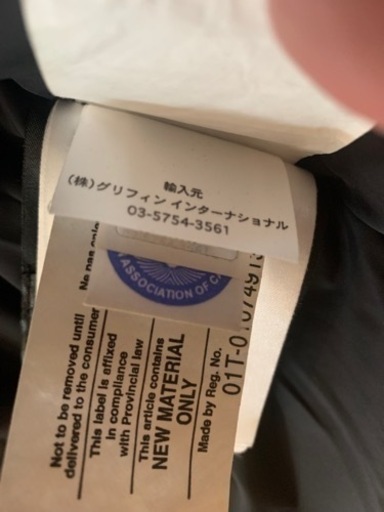 輸入元
(株)グリフィンインターナショナル
03-5754-3561
ASSOCIATION OF
Not to be removed until
delivered to the consumer
This label is affixed
in compliance
with Provincial law
This article contains
NEW MATERIAL
ONLY
Made by Reg. No.